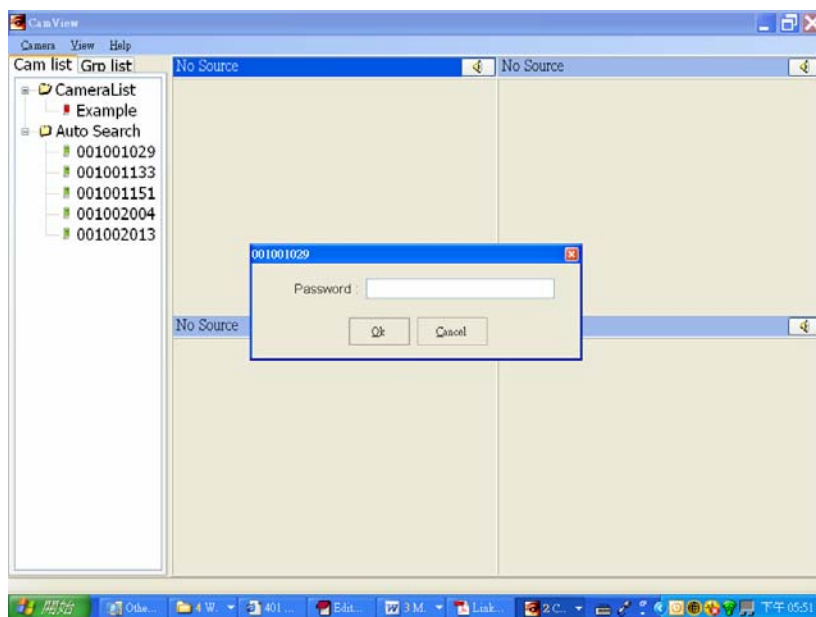 CamView
Camera View Help
Cam list Grp list
No Source
No Source
CameraList
Example
Auto Search
001001029
001001133
001001151
001002004
001002013
001001029
Password :
Ok Cancel
No Source
開始 Othe... 4 W. 401 ... Edit... 3 M. Link... 2 C... 下午 05:51